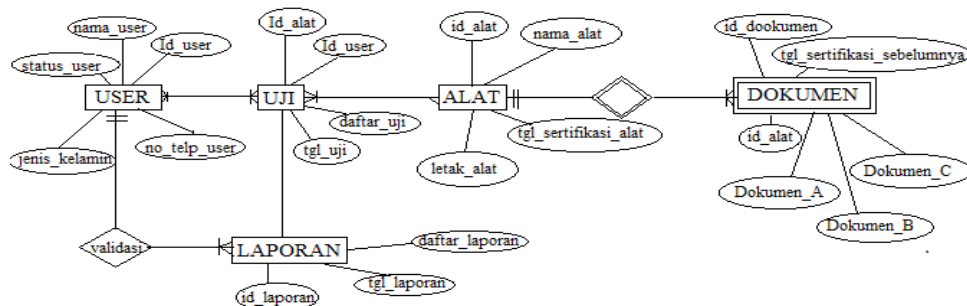 nama_user
Id_user
status_user
USER
jenis_kelamin
no_telp_user
Id_alat
Id_user
UJI
daftar_uji
tgl_uji
id_alat
nama_alat
ALAT
tgl_sertifikasi_alat
letak_alat
id_dookumen
tgl_sertifikasi_sebelumnya
DOKUMEN
id_alat
Dokumen_C
Dokumen_A
Dokumen_B
validasi
LAPORAN
daftar_laporan
tgl_laporan
id_laporan